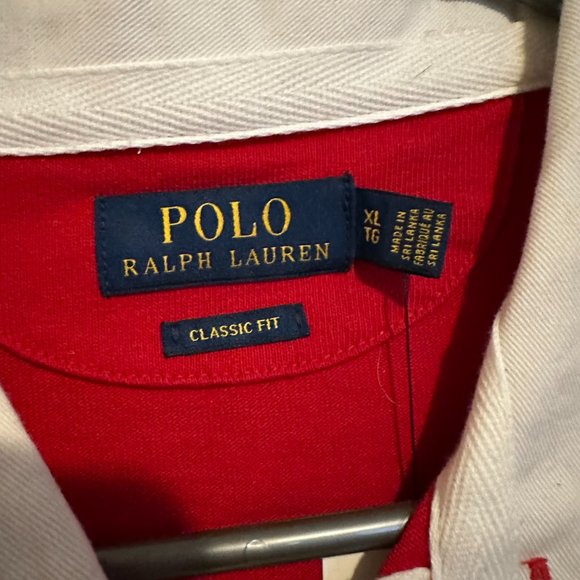 POLO
RALPH LAUREN
XL
TG
MADE IN
SRI LANKA
FABRIQUÉ AU
SRI LANKA
CLASSIC FIT